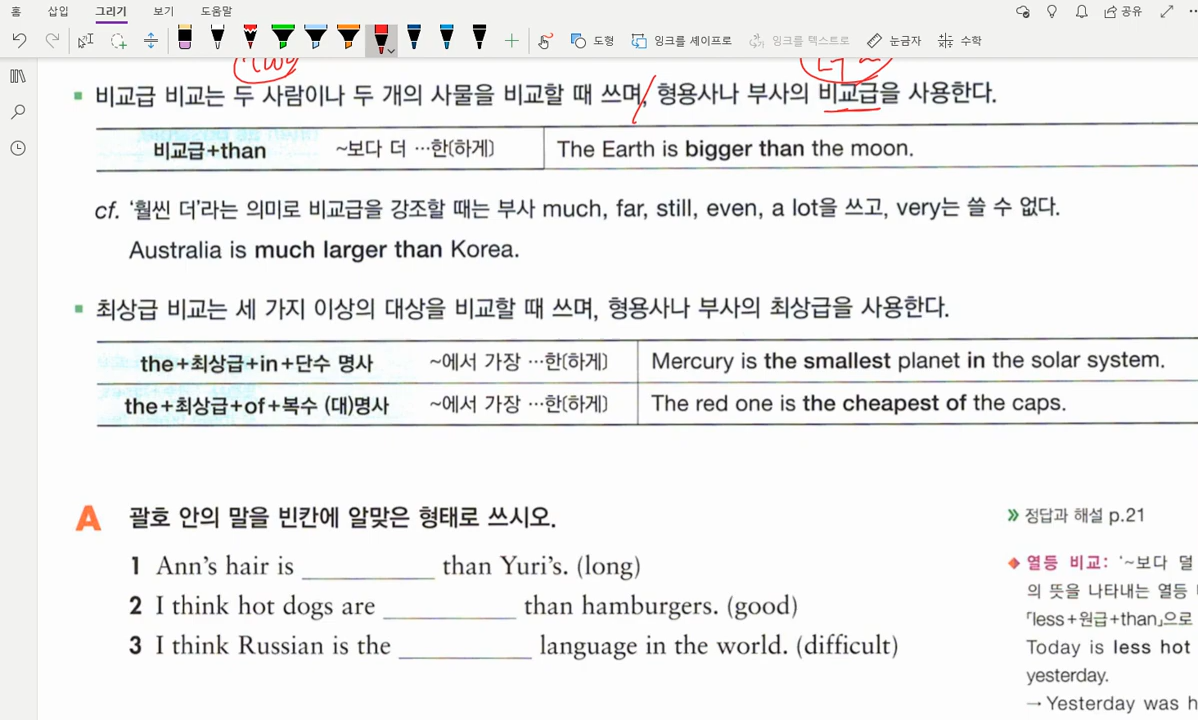 홈 삽입 그리기 보기 도움말 공유
도형 잉크를 셰이프로 잉크를 텍스트로 눈금자 수학
비교급 비교는 두 사람이나 두 개의 사물을 비교할 때 쓰며, 형용사나 부사의 비교급을 사용한다.
비교급+than ~보다 더 …한[하게] The Earth is bigger than the moon.
cf. ‘훨씬 더’라는 의미로 비교급을 강조할 때는 부사 much, far, still, even, a lot을 쓰고, very는 쓸 수 없다.
Australia is much larger than Korea.
최상급 비교는 세 가지 이상의 대상을 비교할 때 쓰며, 형용사나 부사의 최상급을 사용한다.
the+최상급+in+단수 명사 ~에서 가장 …한[하게] Mercury is the smallest planet in the solar system.
the+최상급+of+복수 (대)명사 ~에서 가장 …한[하게] The red one is the cheapest of the caps.
A 괄호 안의 말을 빈칸에 알맞은 형태로 쓰시오.
1 Ann’s hair is __________ than Yuri’s. (long)
2 I think hot dogs are __________ than hamburgers. (good)
3 I think Russian is the __________ language in the world. (difficult)
» 정답과 해설 p.21
열등 비교: ‘~보다 덜
의 뜻을 나타내는 열등
「less+원급+than」으로
Today is less hot
yesterday.
→ Yesterday was h